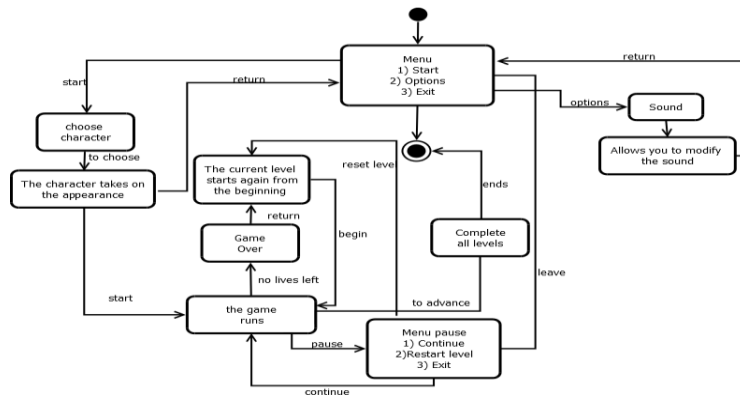 Menu
1) Start
2) Options
3) Exit
return
start
return
options
Sound
choose
character
to choose
Allows you to modify
the sound
The character takes on
the appearance
The current level
starts again from
the beginning
reset leve
ends
return
begin
Game
Over
Complete
all levels
no lives left
leave
start
to advance
the game
runs
pause
Menu pause
1) Continue
2)Restart level
3) Exit
continue